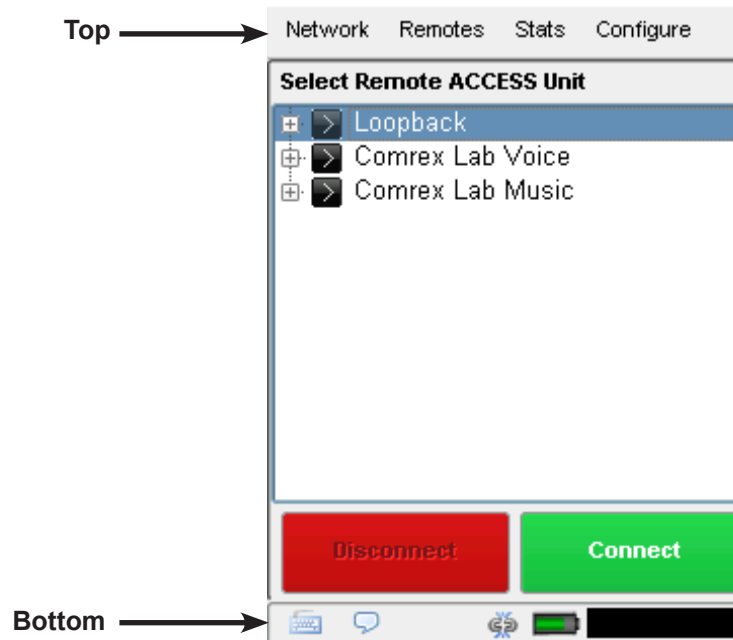 Top
Network Remotes Stats Configure
Select Remote ACCESS Unit
Loopback
Comrex Lab Voice
Comrex Lab Music
Disconnect Connect
Bottom